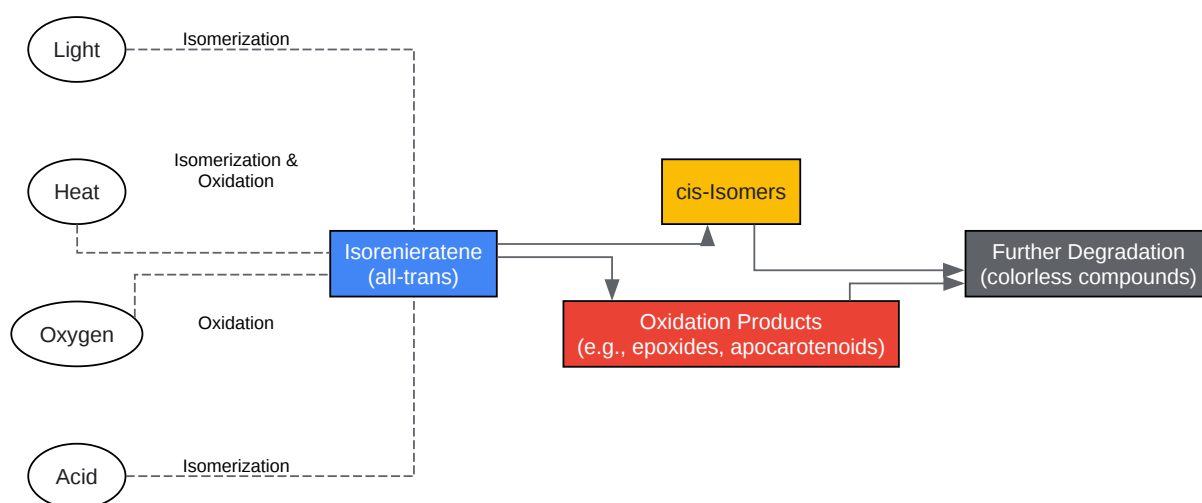 Light
Isomerization
Heat
Isomerization &
Oxidation
cis-Isomers
Isorenieratene
(all-trans)
Further Degradation
(colorless compounds)
Oxygen
Oxidation
Oxidation Products
(e.g., epoxides, apocarotenoids)
Acid
Isomerization